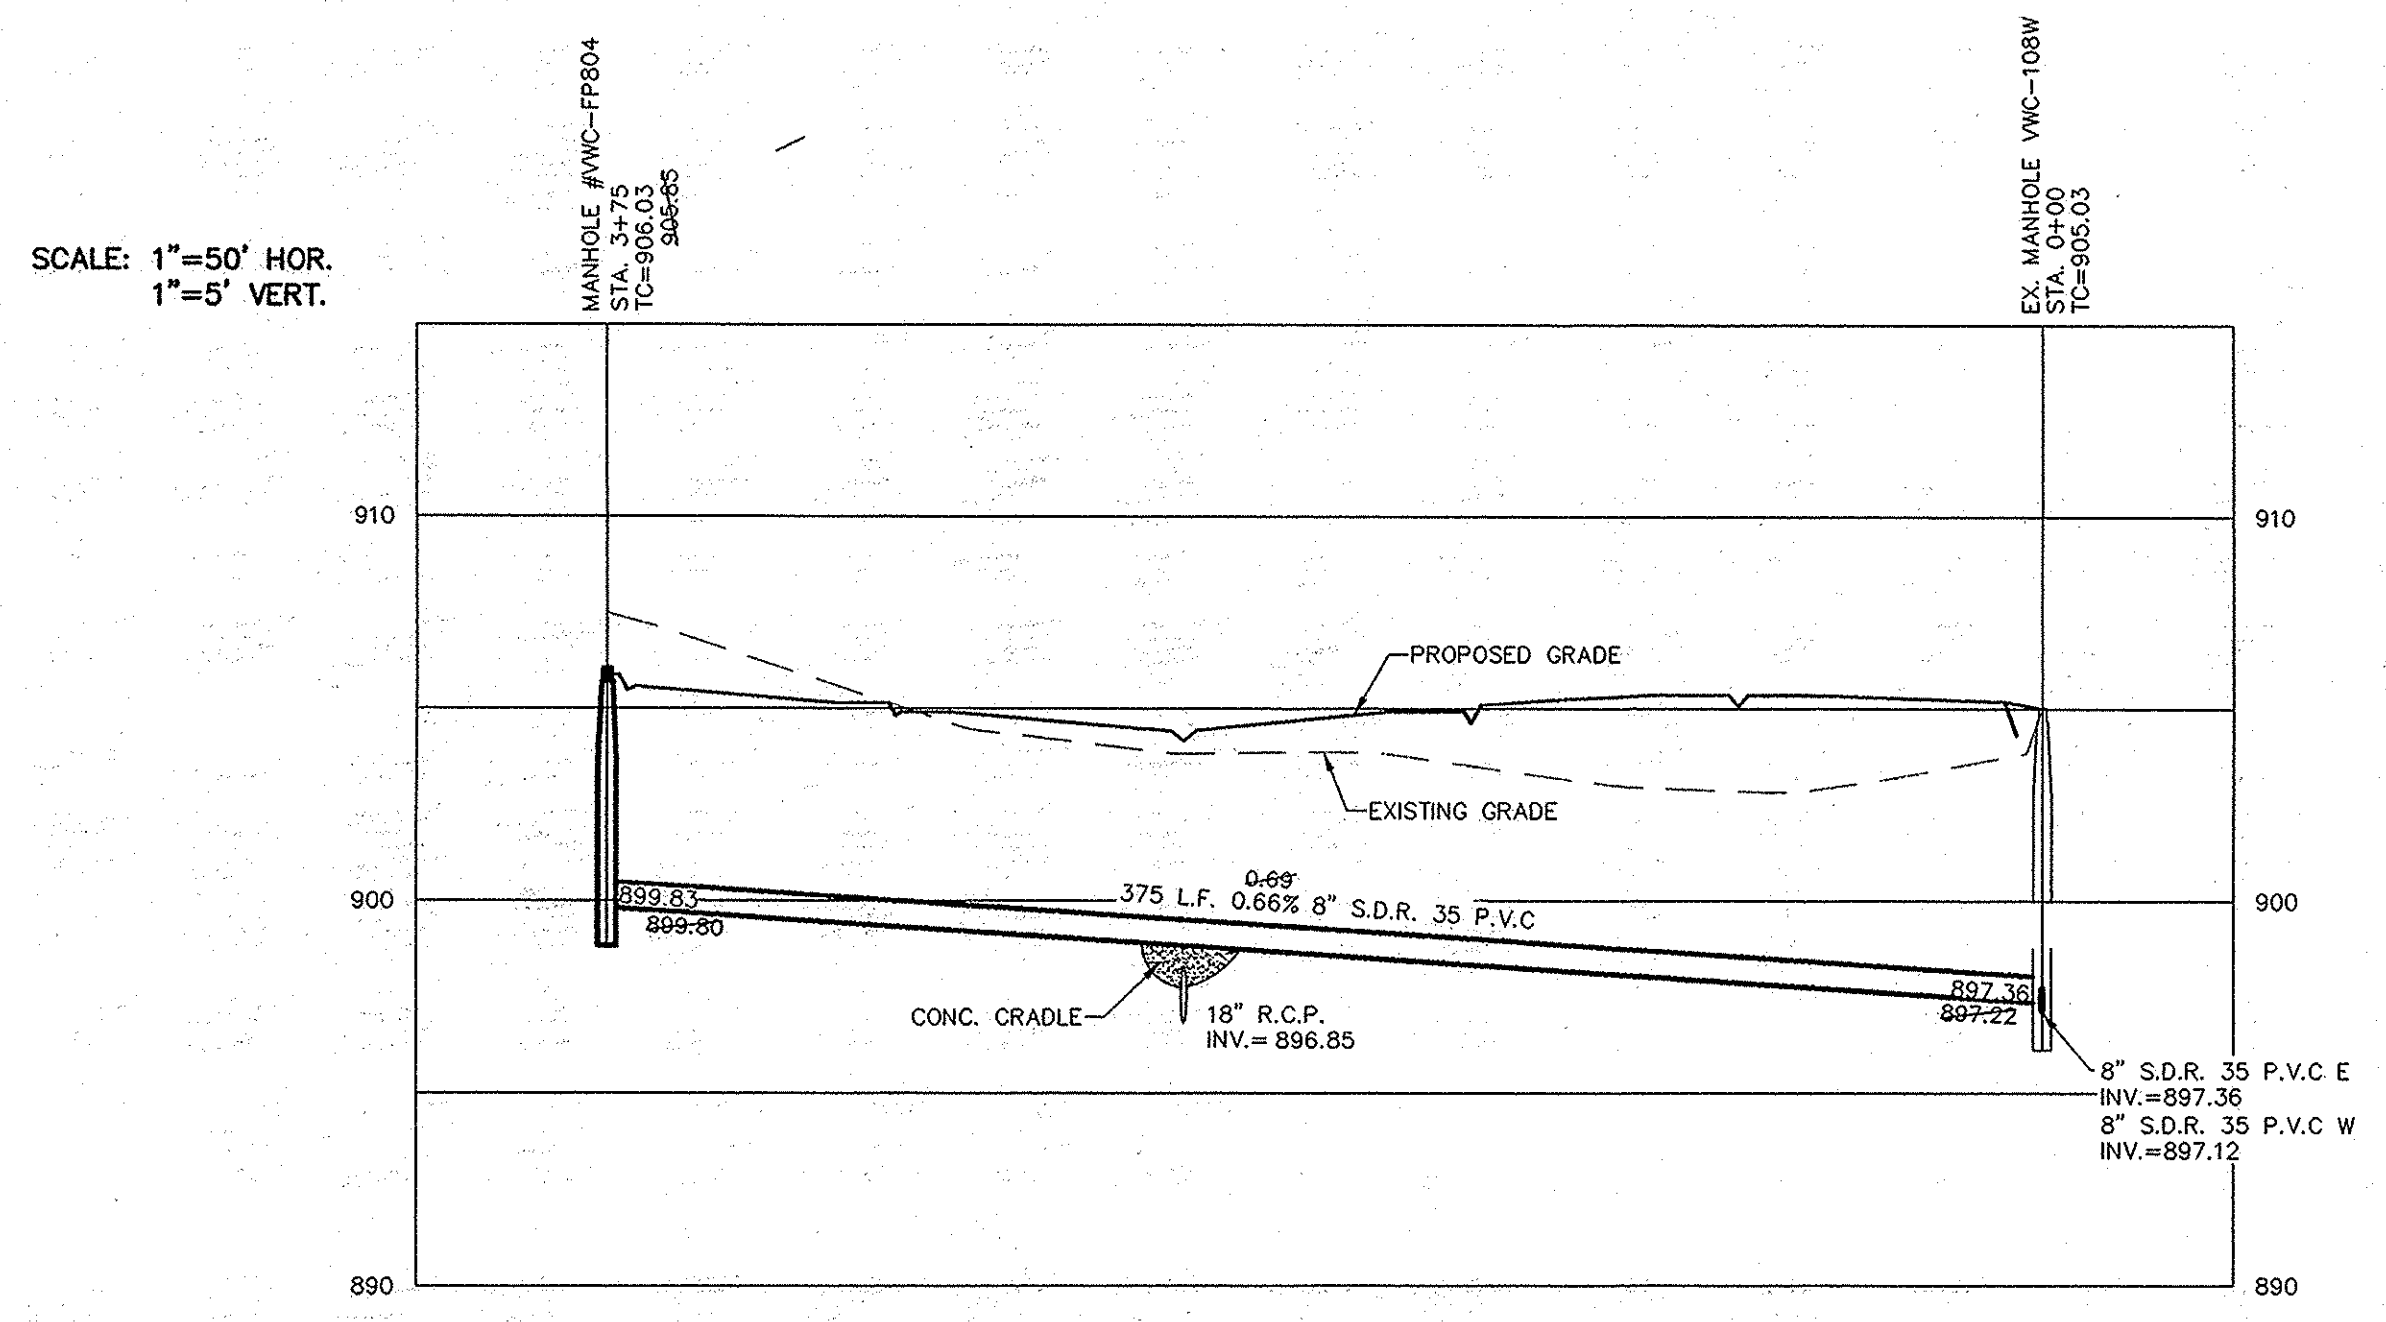 MANHOLE #VWC-FP804
STA. 3+75
TC=906.03
905.85
EX. MANHOLE VWC-108W
STA. 0+00
TC=905.03
SCALE: 1"=50' HOR.
1"=5' VERT.
910
910
PROPOSED GRADE
EXISTING GRADE
900
900
899.83
899.80
0.69
375 L.F. 0.66% 8" S.D.R. 35 P.V.C
CONC. CRADLE
18" R.C.P.
INV.= 896.85
897.36
897.22
8" S.D.R. 35 P.V.C E
INV.=897.36
8" S.D.R. 35 P.V.C W
INV.=897.12
890
890